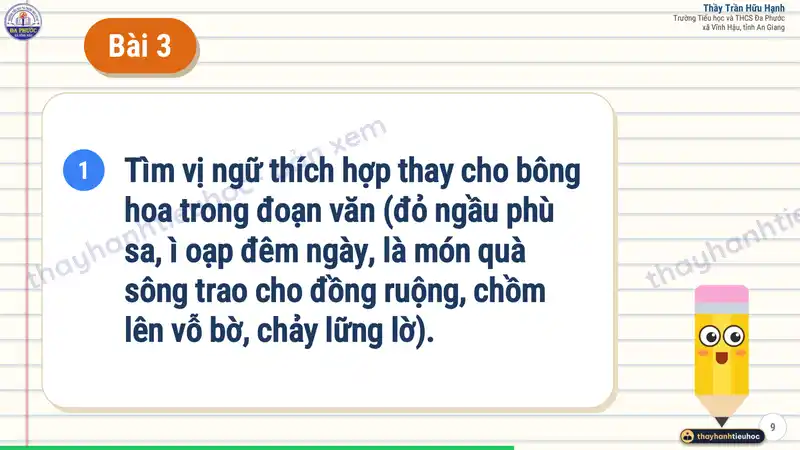 Thầy Trần Hữu Hạnh
Trường Tiểu học và THCS Đa Phước
xã Vĩnh Hậu, tỉnh An Giang
ĐA PHƯỚC
Bài 3
1
Tìm vị ngữ thích hợp thay cho bông
hoa trong đoạn văn (đỏ ngầu phù
sa, ì oạp đêm ngày, là món quà
sông trao cho đồng ruộng, chồm
lên vỗ bờ, chảy lững lờ).
thayhanhtieuhoc
9